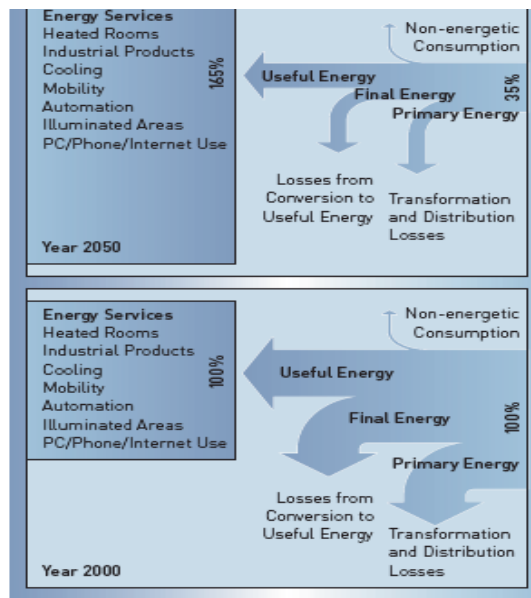 Energy Services
Heated Rooms
Industrial Products
Cooling
Mobility
Automation
Illuminated Areas
PC/Phone/Internet Use
165%
Year 2050
Non-energetic
Consumption
Useful Energy
Final Energy
Primary Energy
35%
Losses from
Conversion to
Useful Energy
Transformation
and Distribution
Losses
Energy Services
Heated Rooms
Industrial Products
Cooling
Mobility
Automation
Illuminated Areas
PC/Phone/Internet Use
100%
Year 2000
Non-energetic
Consumption
Useful Energy
Final Energy
Primary Energy
100%
Losses from
Conversion to
Useful Energy
Transformation
and Distribution
Losses